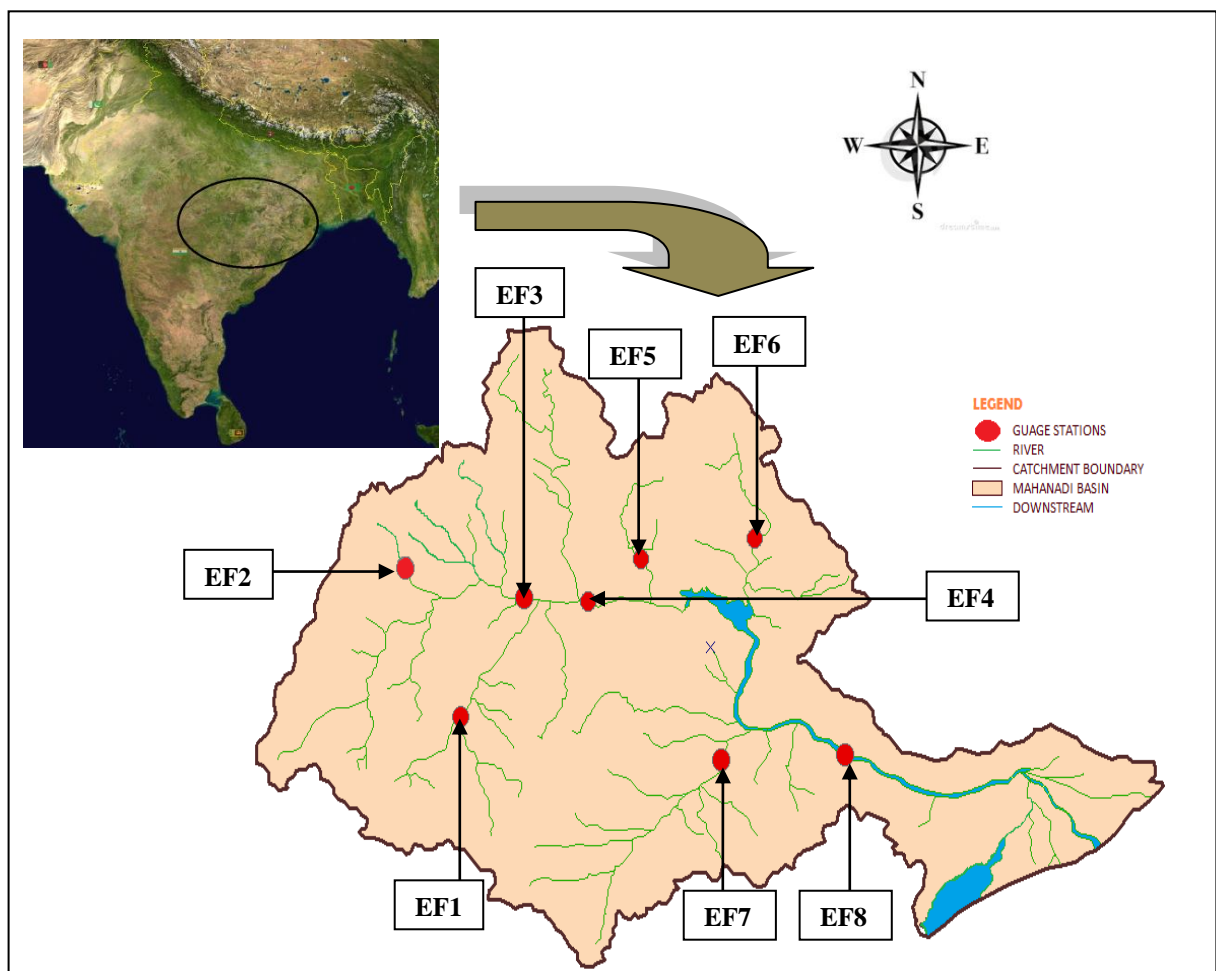 N
W
E
S
EF3
EF5
EF6
LEGEND
GUAGE STATIONS
RIVER
CATCHMENT BOUNDARY
MAHANADI BASIN
DOWNSTREAM
EF2
EF4
X
EF1
EF7
EF8